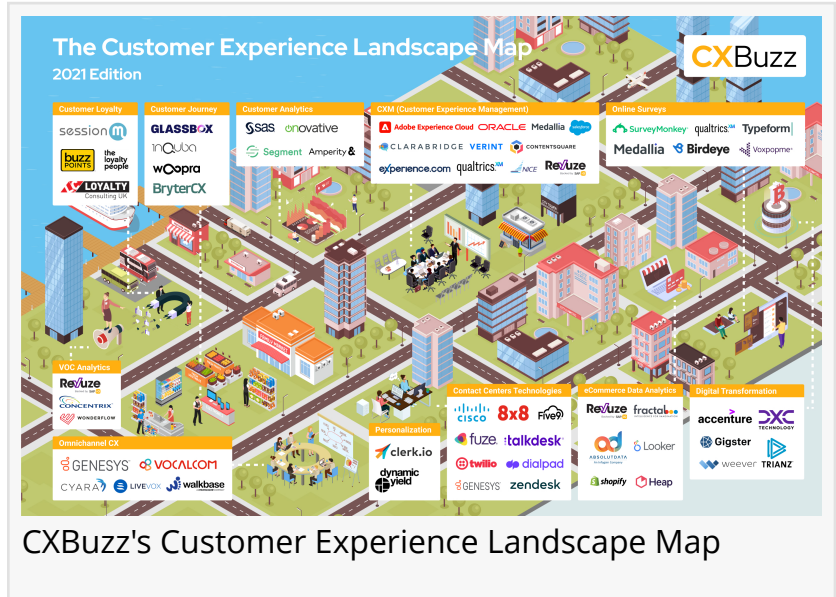 The Customer Experience Landscape Map
2021 Edition
CXBuzz
Customer Loyalty
session m
buzz points
the loyalty people
LOYALTY
Consulting UK
Customer Journey
GLASSBOX
inQuba
wOopra
BryterCX
Customer Analytics
sas onovative
Segment Amperity &
CXM (Customer Experience Management)
Adobe Experience Cloud ORACLE Medallia salesforce
CLARABRIDGE VERINT CONTENTSQUARE
experience.com qualtrics.XM NICE Revuze
Online Surveys
SurveyMonkey qualtrics.XM Typeform
Medallia Birdeye Voxpopme
VOC Analytics
Revuze
CONCENTRIX
WONDERFLOW
Omnichannel CX
GENESYS VOCALCOM
CYARA LIVEVOX walkbase
Personalization
clerk.io
dynamic yield
Contact Centers Technologies
CISCO 8x8 Five9
fuze talkdesk
twilio dialpad
GENESYS zendesk
eCommerce Data Analytics
Revuze fractal
ABSOLUTDATA Looker
shopify Heap
Digital Transformation
accenture DXC TECHNOLOGY
Gigster
weever TRIANZ
CXBuzz's Customer Experience Landscape Map